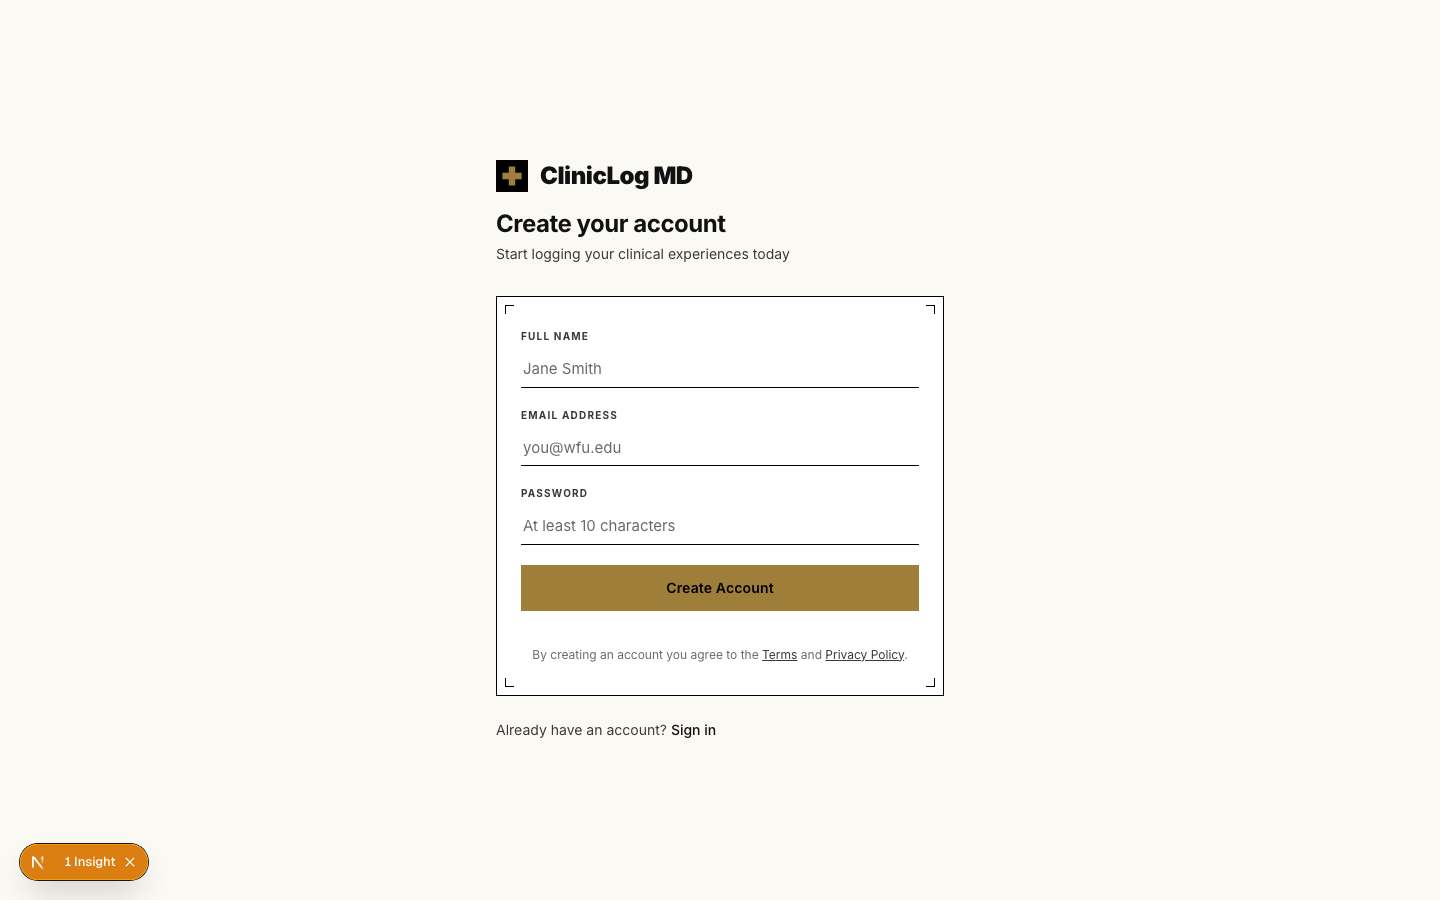 ClinicLog MD
Create your account
Start logging your clinical experiences today
FULL NAME
Jane Smith
EMAIL ADDRESS
you@wfu.edu
PASSWORD
At least 10 characters
Create Account
By creating an account you agree to the Terms and Privacy Policy.
Already have an account? Sign in
1 Insight